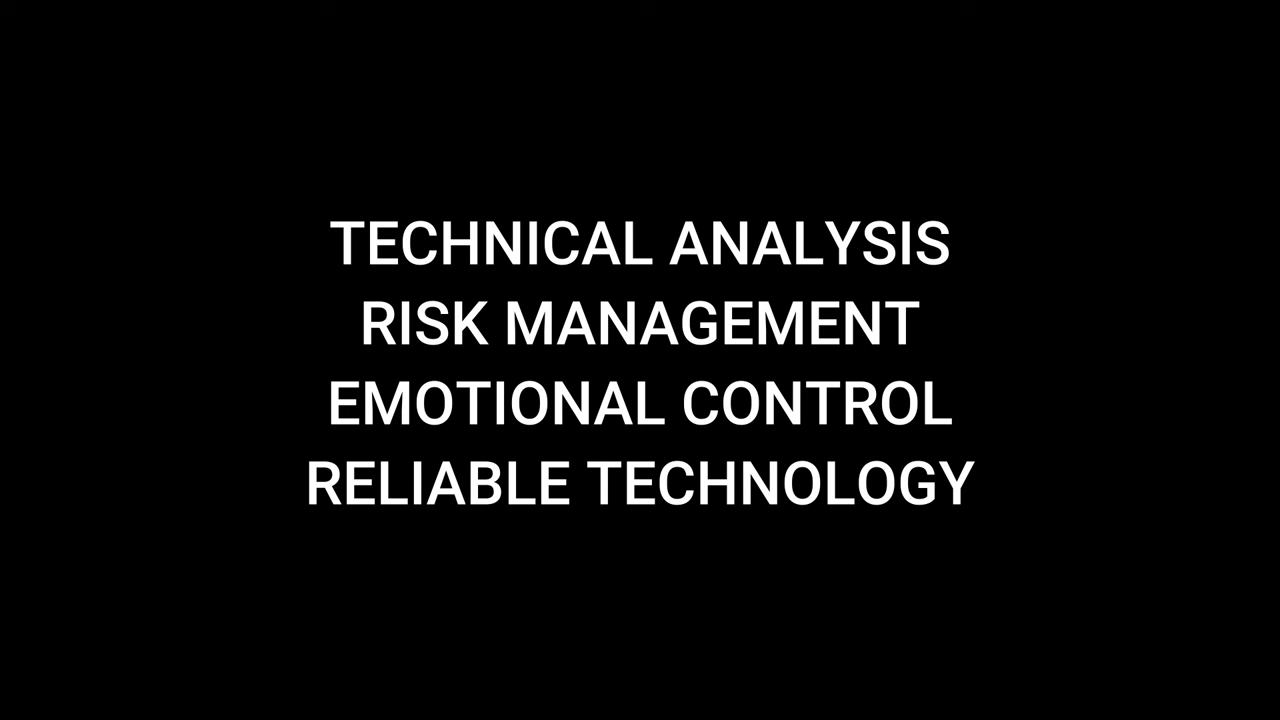 TECHNICAL ANALYSIS
RISK MANAGEMENT
EMOTIONAL CONTROL
RELIABLE TECHNOLOGY